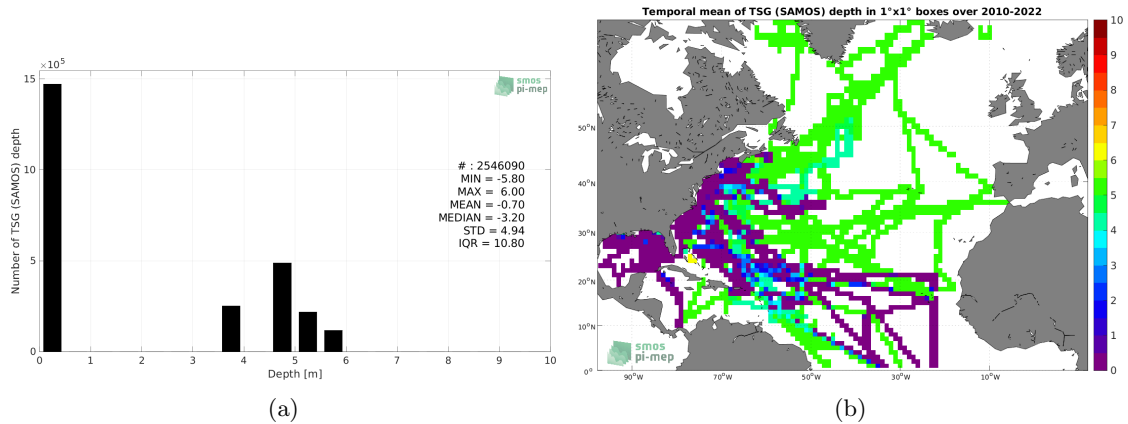 ×10⁵
15
10
5
0
Number of TSG (SAMOS) depth
smos
pi-mep
# : 2546090
MIN = -5.80
MAX = 6.00
MEAN = -0.70
MEDIAN = -3.20
STD = 4.94
IQR = 10.80
0 1 2 3 4 5 6 7 8 9 10
Depth [m]
(a)
Temporal mean of TSG (SAMOS) depth in 1°x1° boxes over 2010-2022
50°N
40°N
30°N
20°N
10°N
0°
90°W 70°W 50°W 30°W 10°W
smos
pi-mep
10
9
8
7
6
5
4
3
2
1
0
(b)